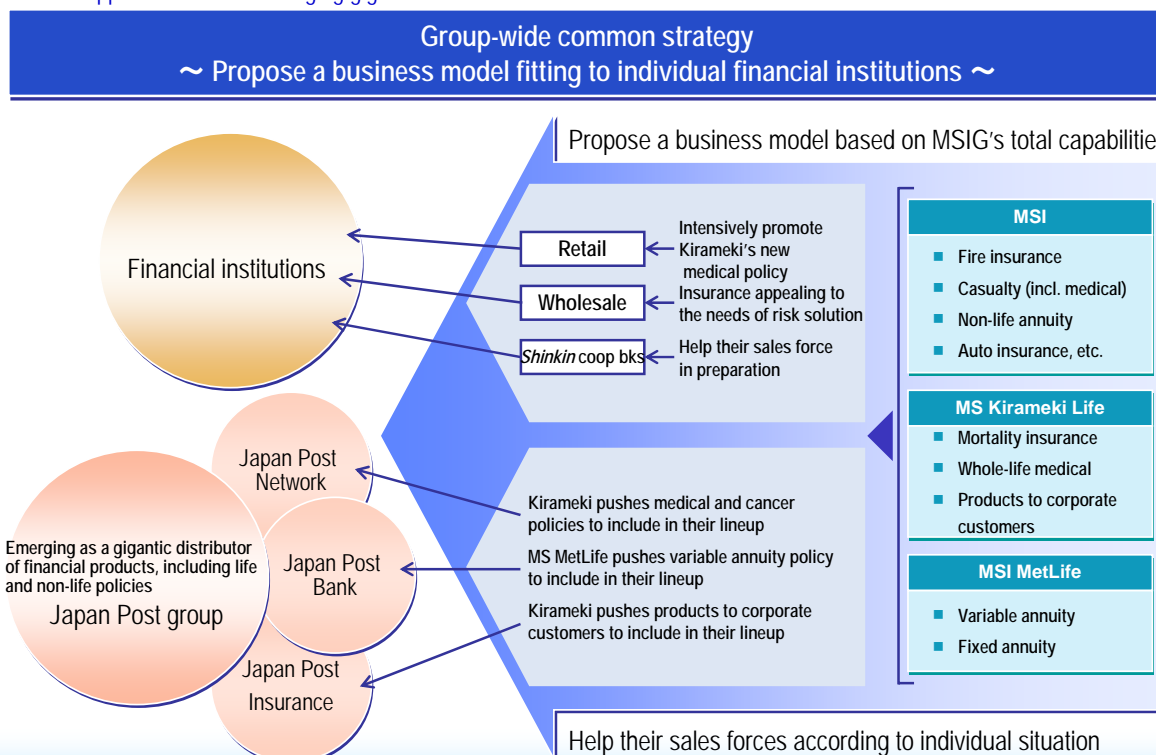 Group-wide common strategy
～ Propose a business model fitting to individual financial institutions ～
Propose a business model based on MSIG's total capabilitie
Financial institutions
Retail
Intensively promote
Kirameki's new
medical policy
Wholesale
Insurance appealing to
the needs of risk solution
Shinkin coop bks
Help their sales force
in preparation
MSI
■ Fire insurance
■ Casualty (incl. medical)
■ Non-life annuity
■ Auto insurance, etc.
MS Kirameki Life
■ Mortality insurance
■ Whole-life medical
■ Products to corporate
customers
MSI MetLife
■ Variable annuity
■ Fixed annuity
Japan Post
Network
Japan Post
Bank
Japan Post
Insurance
Emerging as a gigantic distributor
of financial products, including life
and non-life policies
Japan Post group
Kirameki pushes medical and cancer
policies to include in their lineup
MS MetLife pushes variable annuity policy
to include in their lineup
Kirameki pushes products to corporate
customers to include in their lineup
Help their sales forces according to individual situation